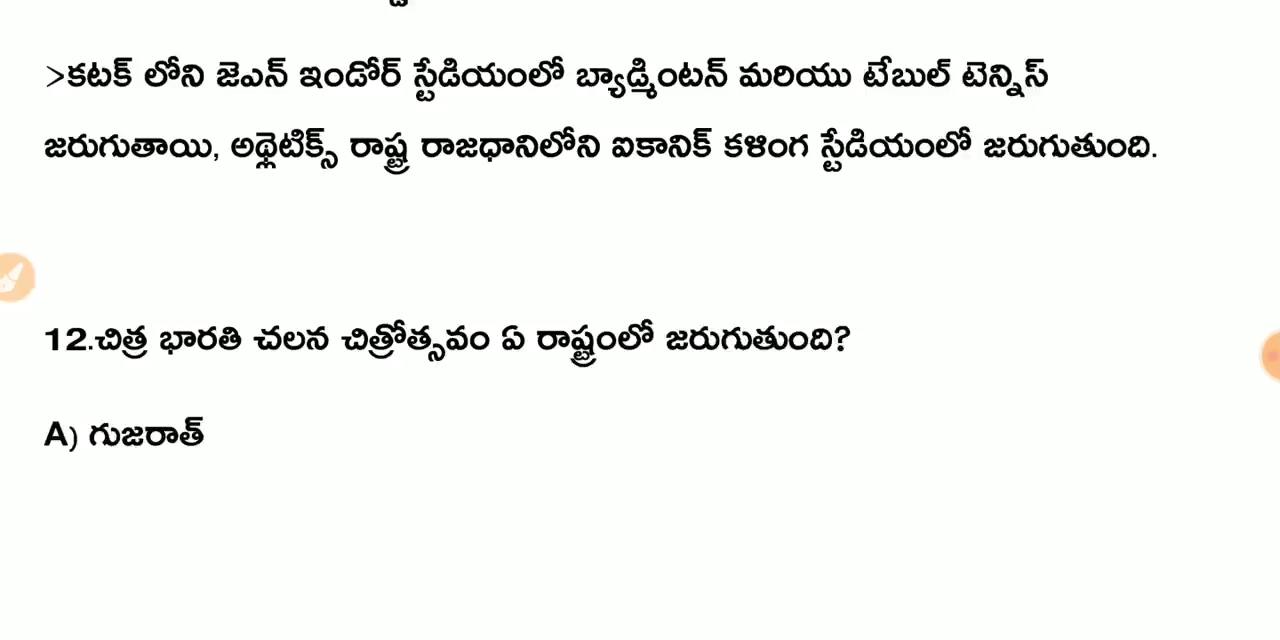 >కటక్ లోని జెఎన్ ఇండోర్ స్టేడియంలో బ్యాడ్మింటన్ మరియు టేబుల్ టెన్నిస్
జరుగుతాయి, అథ్లెటిక్స్ రాష్ట్ర రాజధానిలోని ఐకానిక్ కళింగ స్టేడియంలో జరుగుతుంది.
12.చిత్ర భారతి చలన చిత్రోత్సవం ఏ రాష్ట్రంలో జరుగుతుంది?
A) గుజరాత్